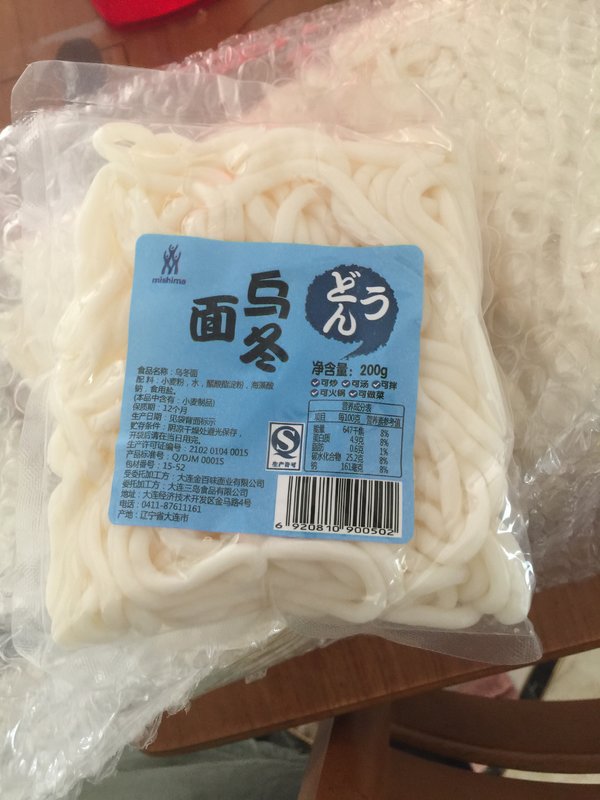 mishima
乌冬面
うどん
净含量: 200g
可炒 可汤 可拌
可火锅 可做菜
食品名称：乌冬面
配料：小麦粉，水，醋酸酯淀粉，海藻酸
钠，食用盐，
(本品中含有：小麦制品)
保质期：12个月
生产日期：见袋背面标示
贮存条件：阴凉干燥处避光保存，
开袋后请在当日用完。
生产许可证编号：2102 0104 0015
产品标准号：Q/DJM 0001S
包材番号：15-52
受委托加工方：大连金百味面业有限公司
委托加工方：大连三岛食品有限公司
地址：大连经济技术开发区金马路4号
电话：0411-87611161
产地：辽宁省大连市
营养成分表
项目 每100克 营养素参考值
能量 647千焦 8%
蛋白质 4.9克 8%
脂肪 0.6克 1%
碳水化合物 25.2克 8%
钠 161毫克 8%
生产许可
6 920810 900502